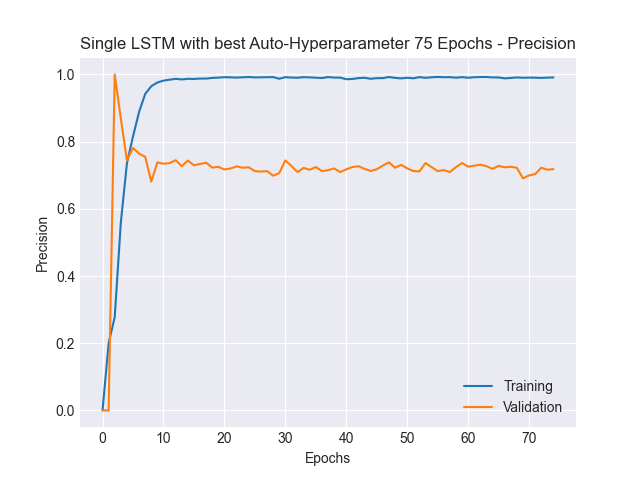 Single LSTM with best Auto-Hyperparameter 75 Epochs - Precision
1.0
0.8
0.6
0.4
0.2
0.0
Precision
0 10 20 30 40 50 60 70
Epochs
Training
Validation